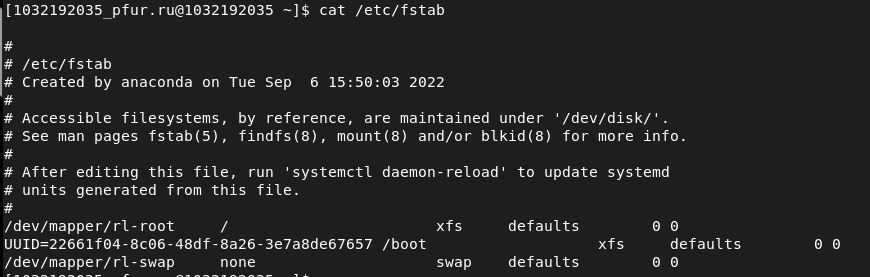 [1032192035_pfur.ru@1032192035 ~]$ cat /etc/fstab
#
# /etc/fstab
# Created by anaconda on Tue Sep  6 15:50:03 2022
#
# Accessible filesystems, by reference, are maintained under '/dev/disk/'.
# See man pages fstab(5), findfs(8), mount(8) and/or blkid(8) for more info.
#
# After editing this file, run 'systemctl daemon-reload' to update systemd
# units generated from this file.
#
/dev/mapper/rl-root     /                       xfs     defaults        0 0
UUID=22661f04-8c06-48df-8a26-3e7a8de67657 /boot                   xfs     defaults        0 0
/dev/mapper/rl-swap     none                    swap    defaults        0 0